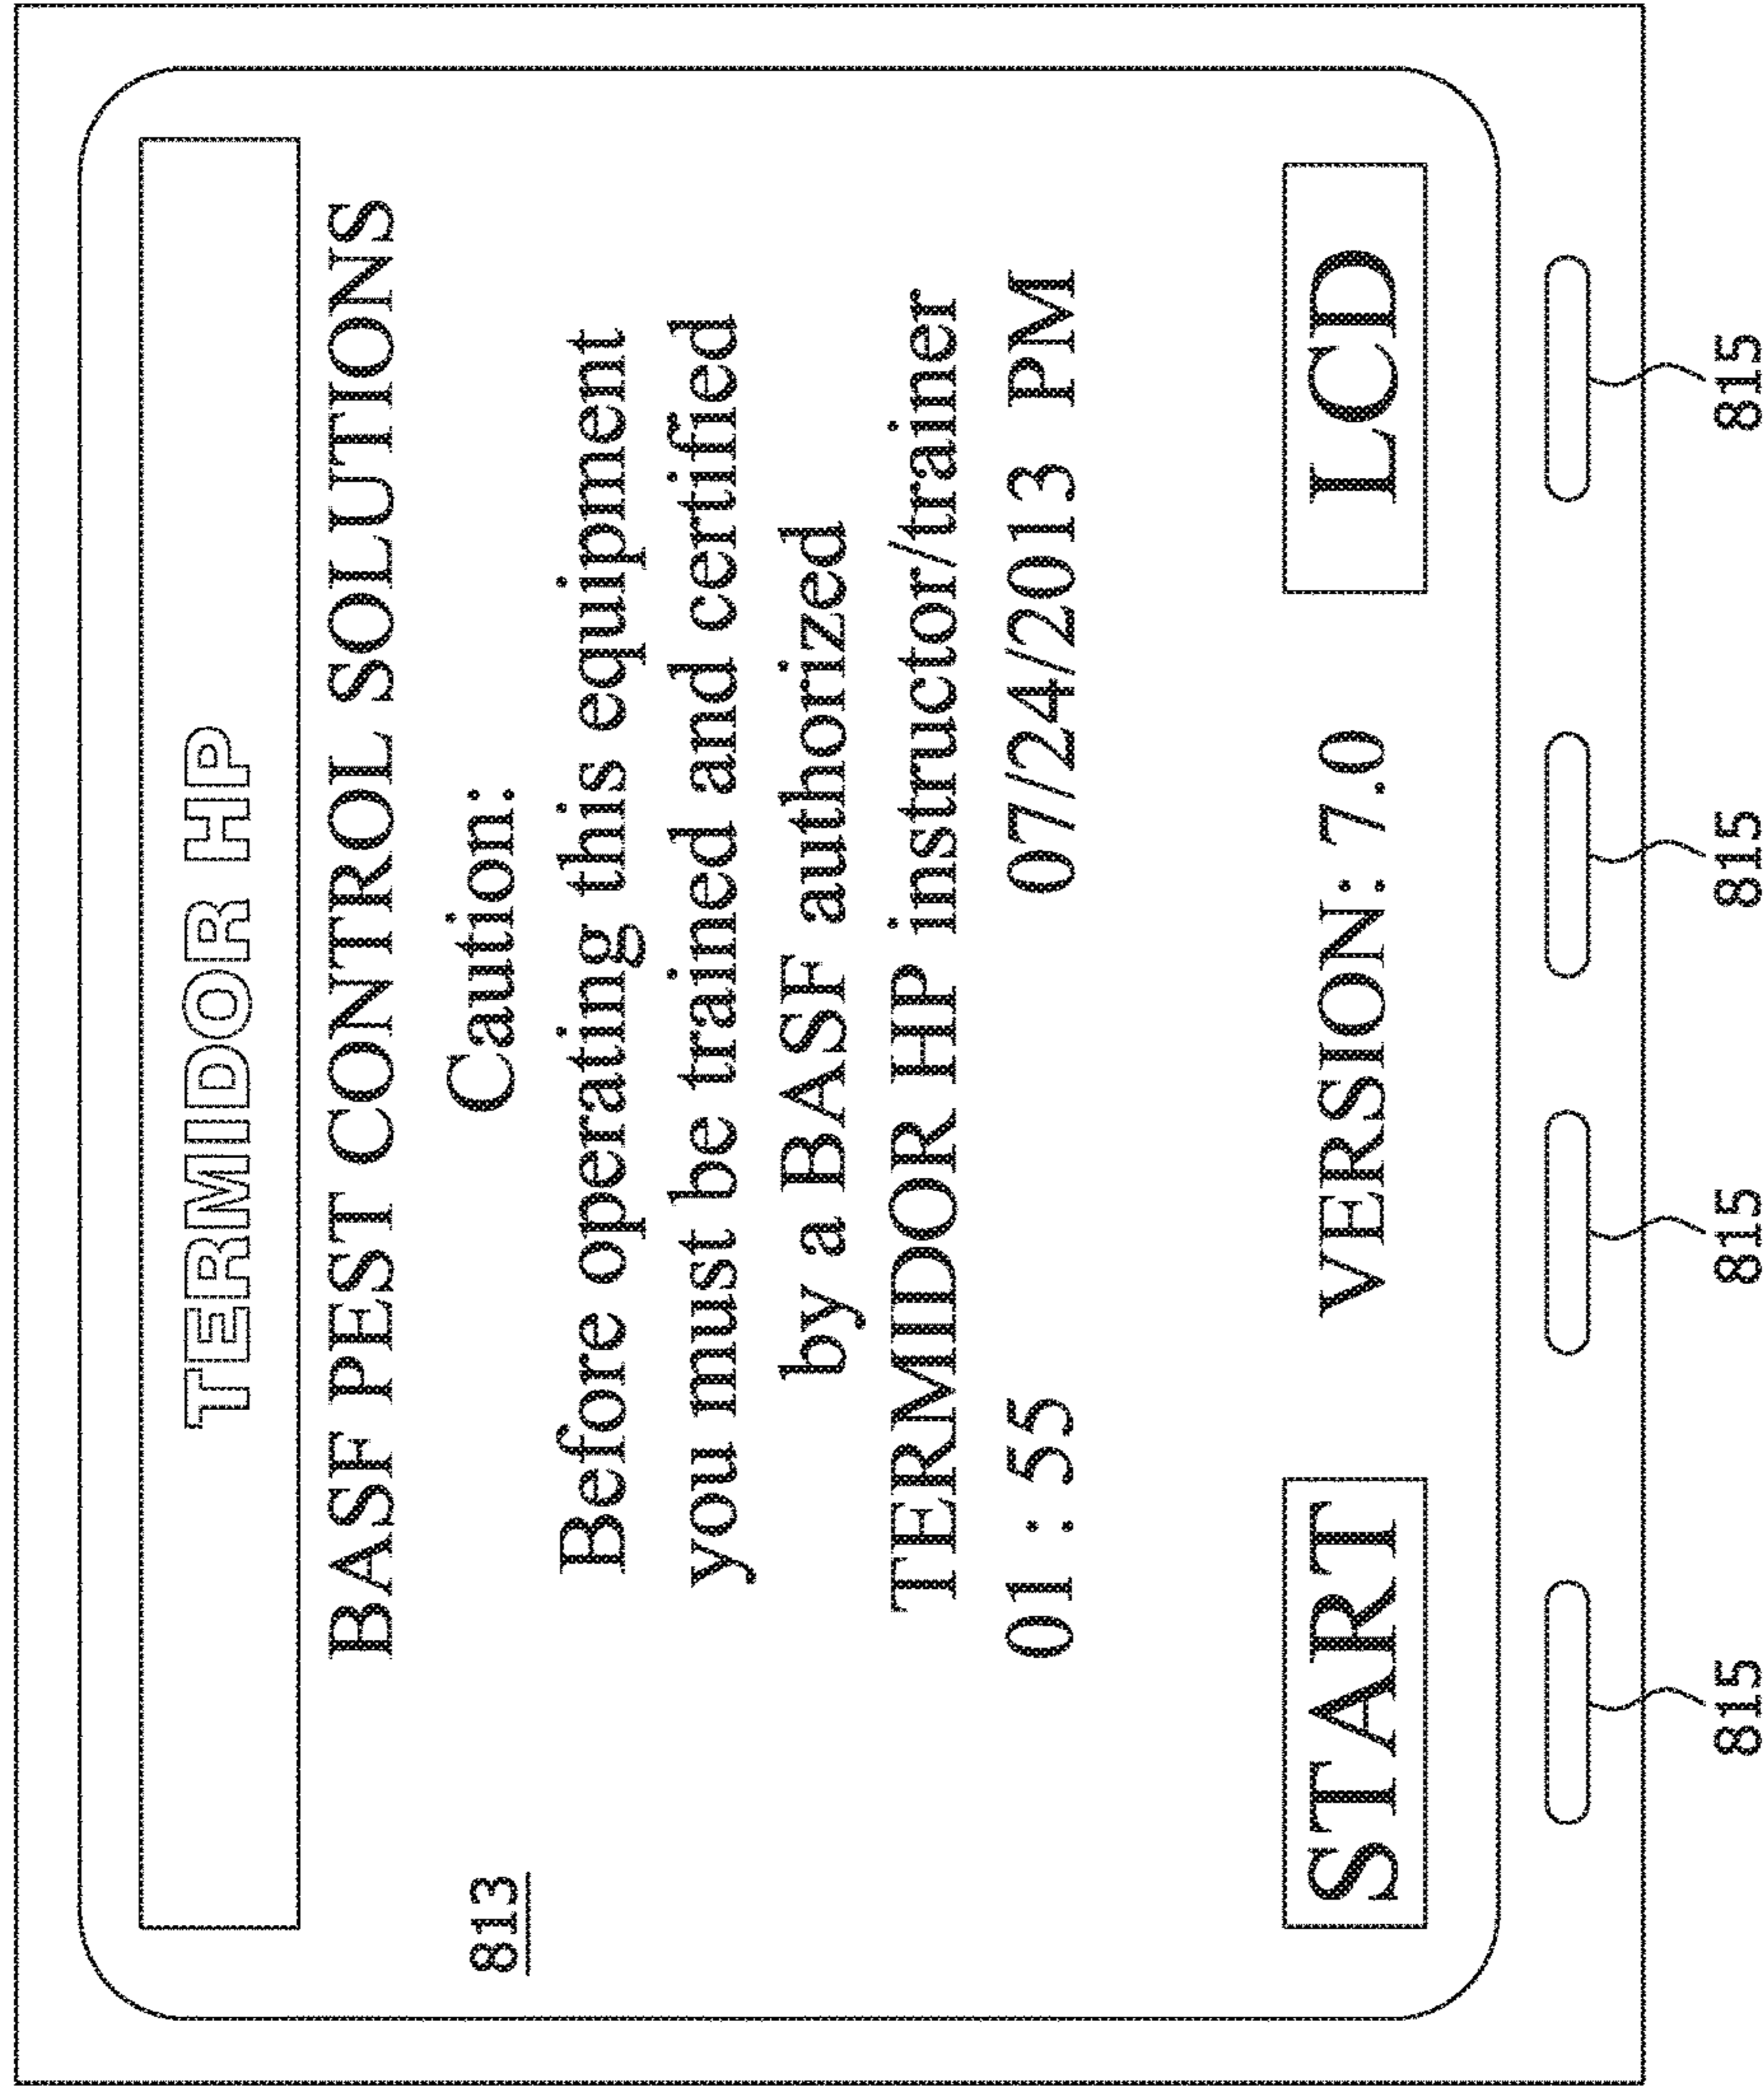 TERMIDOR HP
BASF PEST CONTROL SOLUTIONS
813
Caution:
Before operating this equipment
you must be trained and certified
by a BASF authorized
TERMIDOR HP instructor/trainer
01 : 55 07/24/2013 PM
START VERSION: 7.0 LCD
815 815 815 815